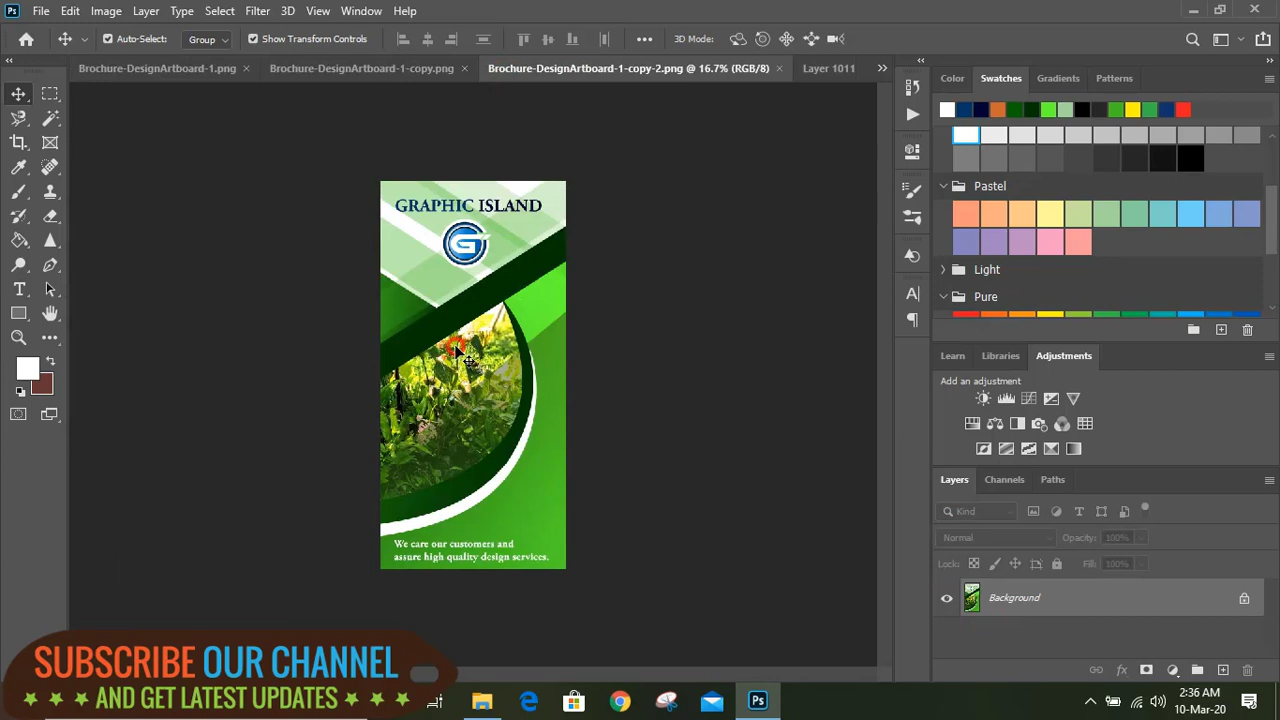 Ps File Edit Image Layer Type Select Filter 3D View Window Help
Auto-Select: Group Show Transform Controls 3D Mode:
Brochure-DesignArtboard-1.png Brochure-DesignArtboard-1-copy.png Brochure-DesignArtboard-1-copy-2.png @ 16.7% (RGB/8) Layer 1011
Color Swatches Gradients Patterns
Pastel
Light
Pure
GRAPHIC ISLAND
G
We care our customers and
assure high quality design services.
Learn Libraries Adjustments
Add an adjustment
Layers Channels Paths
Kind
Normal Opacity: 100%
Lock: Fill: 100%
Background
SUBSCRIBE OUR CHANNEL
AND GET LATEST UPDATES
Ps
2:36 AM
10-Mar-20